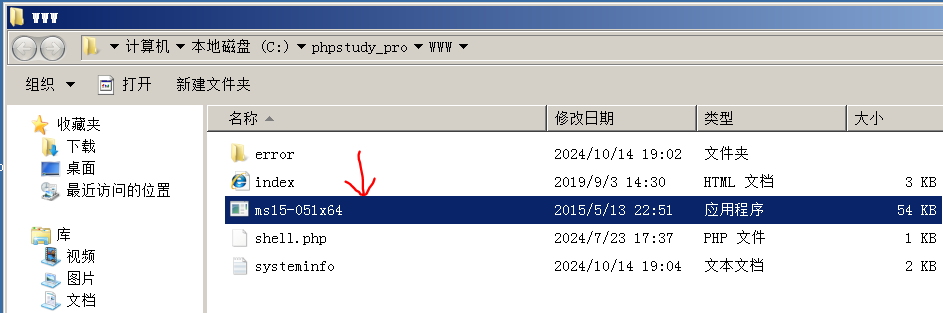 WWW
计算机 本地磁盘 (C:) phpstudy_pro WWW
组织 打开 新建文件夹
收藏夹
下载
桌面
最近访问的位置
库
视频
图片
文档
名称 修改日期 类型 大小
error 2024/10/14 19:02 文件夹
index 2019/9/3 14:30 HTML 文档 3 KB
ms15-051x64 2015/5/13 22:51 应用程序 54 KB
shell.php 2024/7/23 17:37 PHP 文件 1 KB
systeminfo 2024/10/14 19:04 文本文档 2 KB